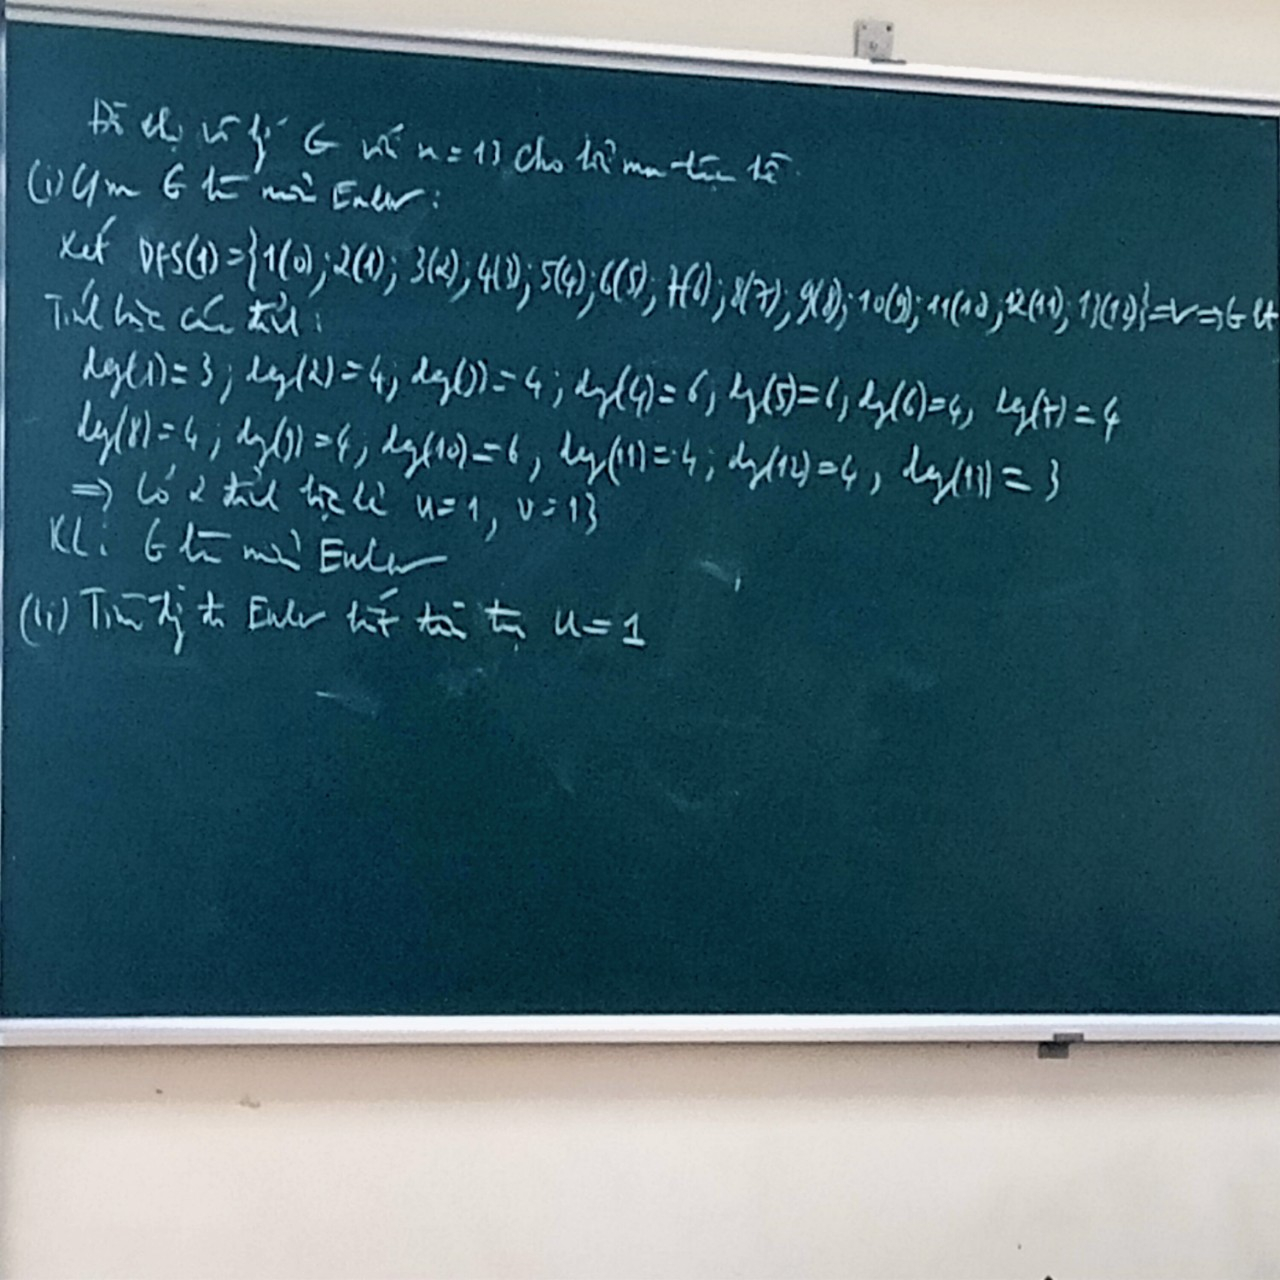 Đồ thị vô hướng G với n = 13 cho bởi ma trận kề.
(i) Cm G là nửa Euler:
Xét DFS(1) = {1(0); 2(1); 3(2); 4(3); 5(4); 6(5); 7(6); 8(7); 9(8); 10(9); 11(10); 12(11); 13(12)} = V => G LT
Tính bậc các đỉnh:
deg(1) = 3; deg(2) = 4; deg(3) = 4; deg(4) = 6; deg(5) = 6, deg(6) = 4, deg(7) = 4
deg(8) = 4; deg(9) = 4, deg(10) = 6, deg(11) = 4; deg(12) = 4, deg(13) = 3
=> Có 2 đỉnh bậc lẻ u = 1, v = 13
KL: G là nửa Euler
(ii) Tìm đg đi Euler bắt đầu tại u = 1